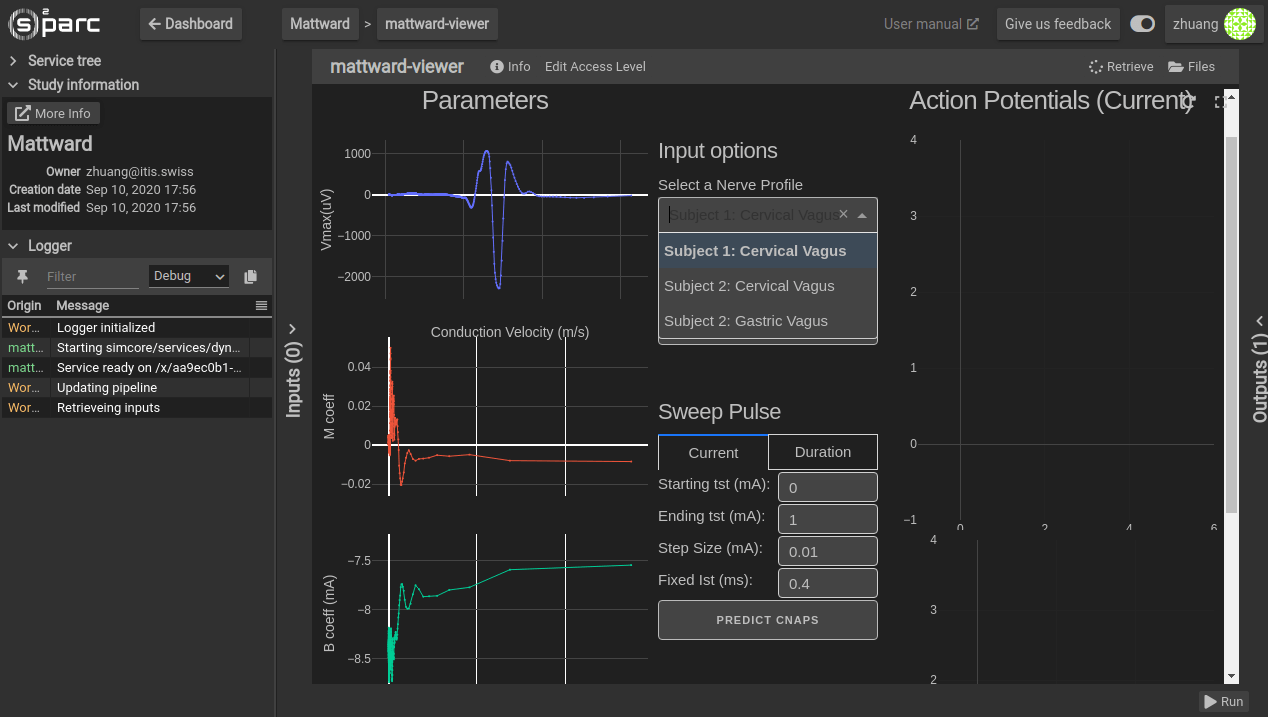 s2parc
Dashboard
Mattward > mattward-viewer
User manual
Give us feedback
zhuang
Service tree
Study information
More Info
Mattward
Owner zhuang@itis.swiss
Creation date Sep 10, 2020 17:56
Last modified Sep 10, 2020 17:56
Logger
Filter
Debug
Origin Message
Wor... Logger initialized
matt... Starting simcore/services/dyn...
matt... Service ready on /x/aa9ec0b1-...
Wor... Updating pipeline
Wor... Retrieveing inputs
Inputs (0)
mattward-viewer
Info
Edit Access Level
Retrieve
Files
Parameters
Vmax(uV)
1000
0
−1000
−2000
Conduction Velocity (m/s)
M coeff
0.04
0.02
0
−0.02
B coeff (mA)
−7.5
−8
−8.5
Input options
Select a Nerve Profile
Subject 1: Cervical Vagus
Subject 1: Cervical Vagus
Subject 2: Cervical Vagus
Subject 2: Gastric Vagus
Sweep Pulse
Current
Duration
Starting tst (mA): 0
Ending tst (mA): 1
Step Size (mA): 0.01
Fixed Ist (ms): 0.4
PREDICT CNAPS
Action Potentials (Current)
4
3
2
1
0
−1
0 2 4 6
4
3
2
Outputs (1)
Run